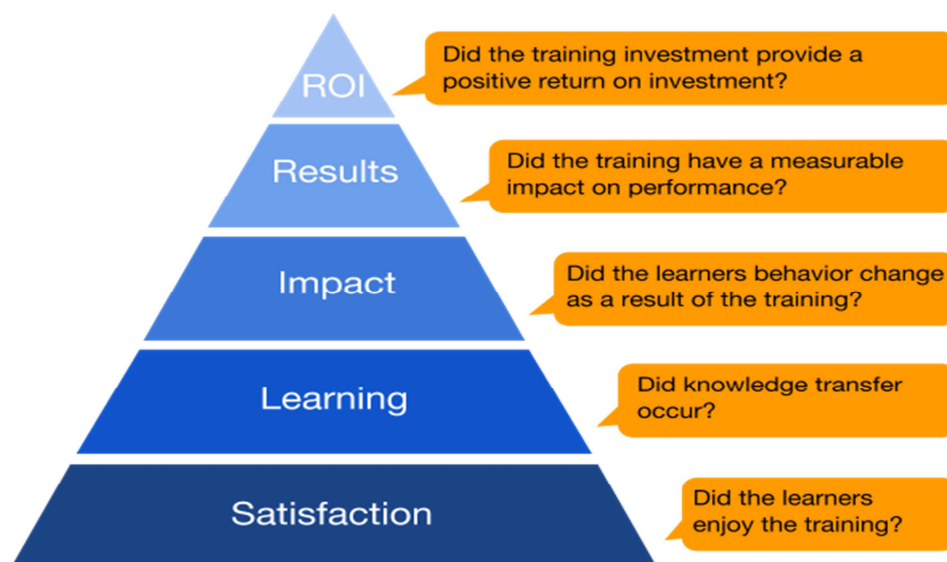 ROI
Did the training investment provide a
positive return on investment?
Results
Did the training have a measurable
impact on performance?
Impact
Did the learners behavior change
as a result of the training?
Learning
Did knowledge transfer
occur?
Satisfaction
Did the learners
enjoy the training?